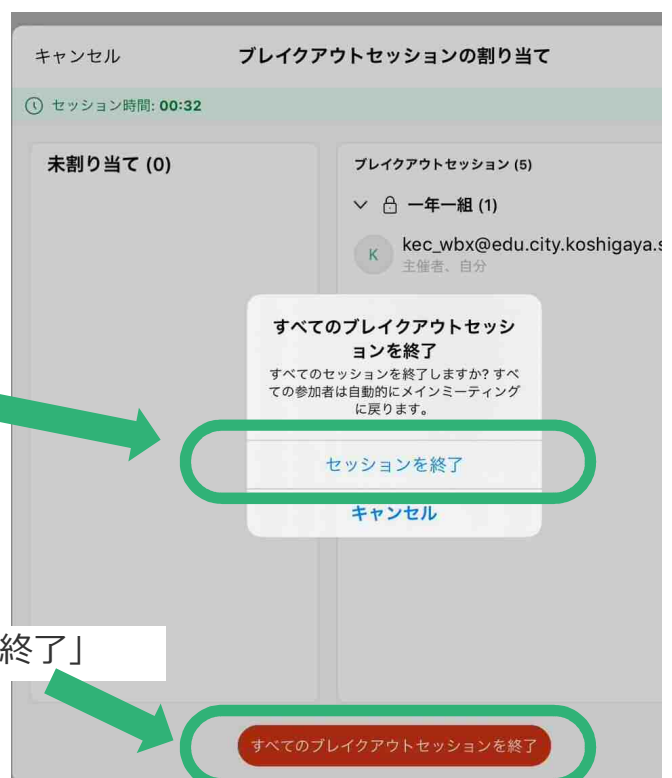 キャンセル ブレイクアウトセッションの割り当て
セッション時間: 00:32
未割り当て (0)
ブレイクアウトセッション (5)
一年一組 (1)
K
kec_wbx@edu.city.koshigaya.s
主催者、自分
すべてのブレイクアウトセッシ
ョンを終了
すべてのセッションを終了しますか? すべ
ての参加者は自動的にメインミーティング
に戻ります。
セッションを終了
キャンセル
終了」
すべてのブレイクアウトセッションを終了